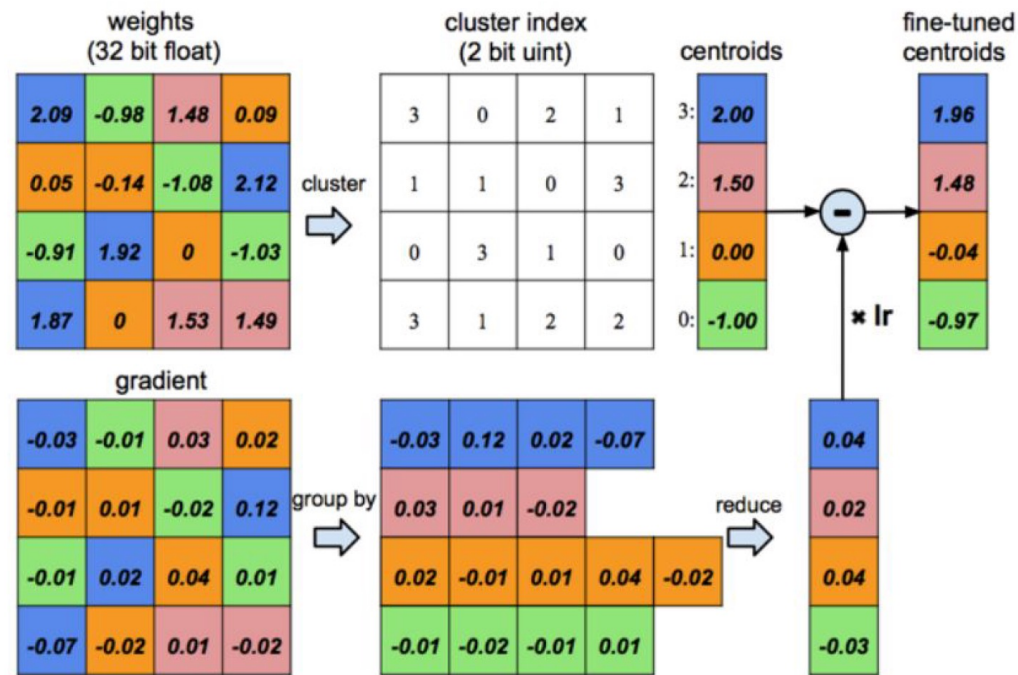 weights
(32 bit float)
cluster index
(2 bit uint)
centroids
fine-tuned
centroids
2.09 -0.98 1.48 0.09
3 0 2 1
3: 2.00
1.96
0.05 -0.14 -1.08 2.12
cluster
1 1 0 3
2: 1.50
1.48
-0.91 1.92 0 -1.03
0 3 1 0
1: 0.00
-0.04
1.87 0 1.53 1.49
3 1 2 2
0: -1.00
-0.97
-
× lr
gradient
-0.03 -0.01 0.03 0.02
-0.03 0.12 0.02 -0.07
0.04
-0.01 0.01 -0.02 0.12
group by
0.03 0.01 -0.02
reduce
0.02
-0.01 0.02 0.04 0.01
0.02 -0.01 0.01 0.04 -0.02
0.04
-0.07 -0.02 0.01 -0.02
-0.01 -0.02 -0.01 0.01
-0.03